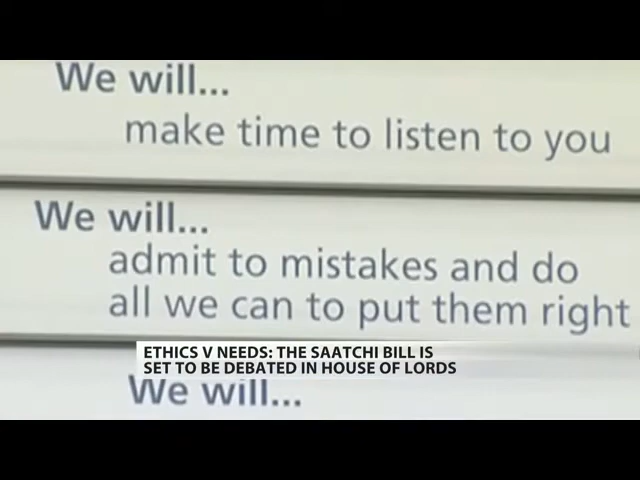 We will...
make time to listen to you
We will...
admit to mistakes and do
all we can to put them right
ETHICS V NEEDS: THE SAATCHI BILL IS
SET TO BE DEBATED IN HOUSE OF LORDS
We will...